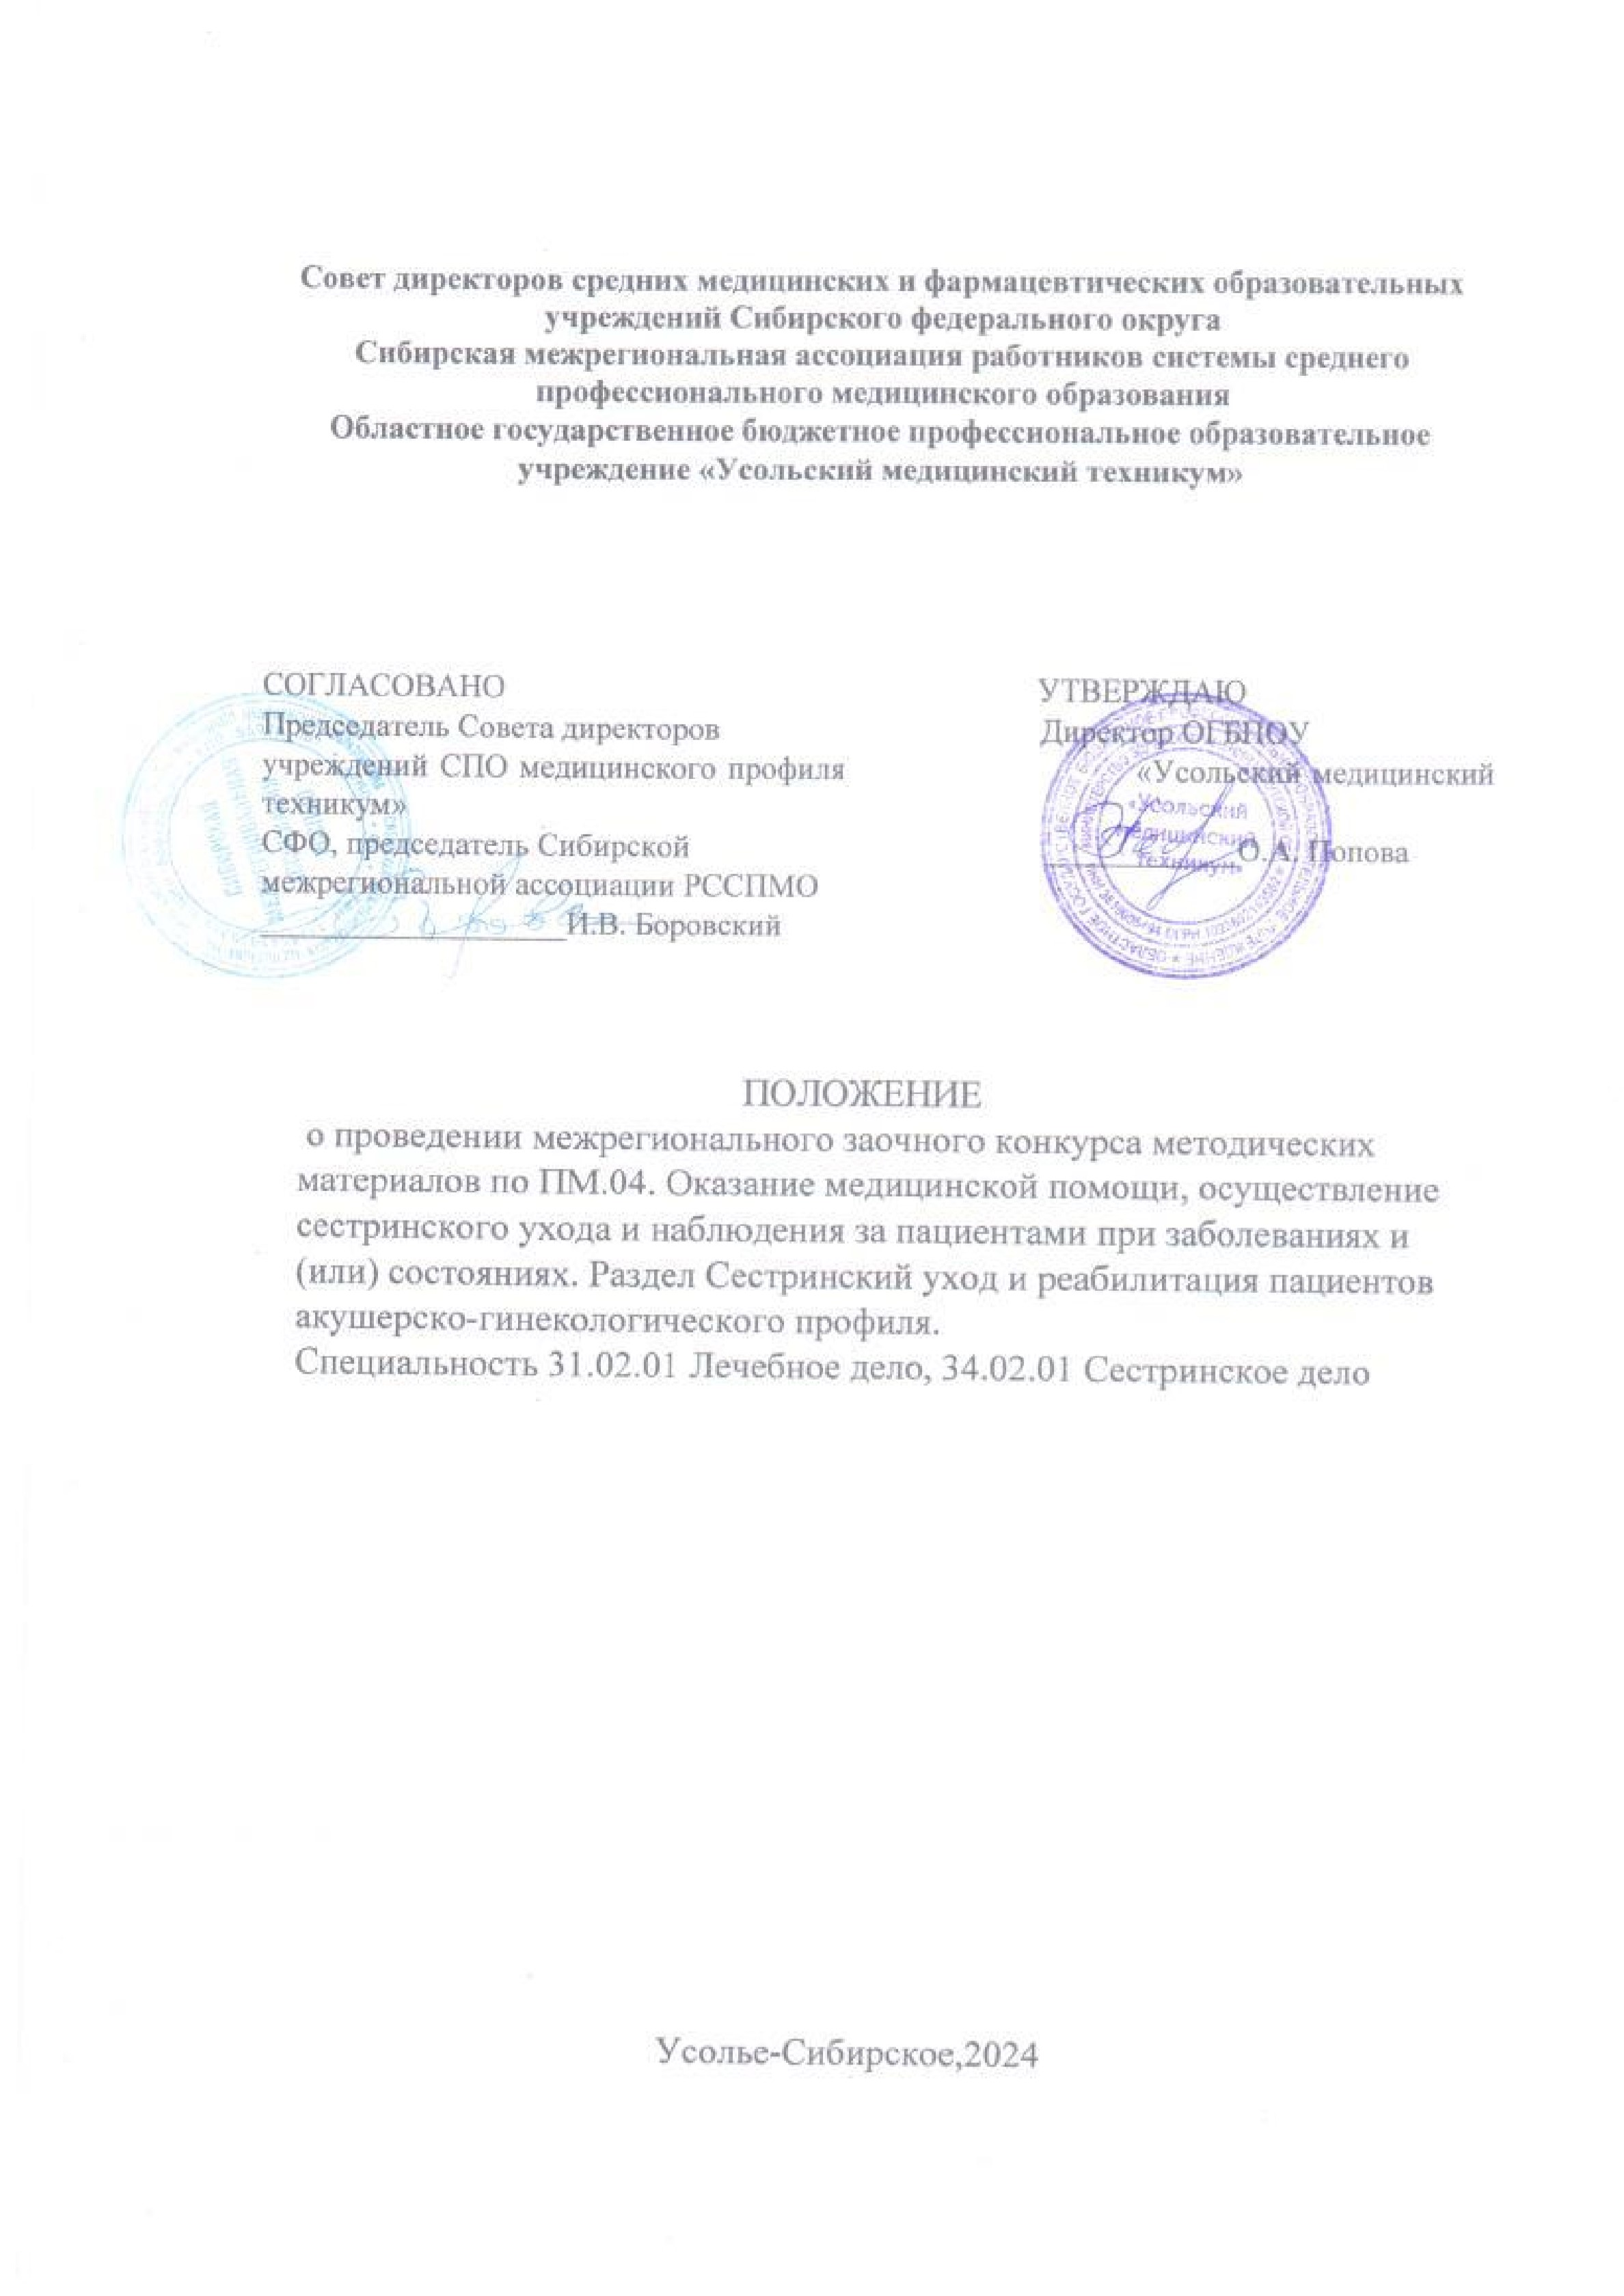 Совет директоров средних медицинских и фармацевтических образовательных
учреждений Сибирского федерального округа
Сибирская межрегиональная ассоциация работников системы среднего
профессионального медицинского образования
Областное государственное бюджетное профессиональное образовательное
учреждение «Усольский медицинский техникум»
СОГЛАСОВАНО
Председатель Совета директоров
учреждений СПО медицинского профиля
техникум»
СФО, председатель Сибирской
межрегиональной ассоциации РССПМО
И.В. Боровский
УТВЕРЖДАЮ
Директор ОГБПОУ
«Усольский медицинский
О.А. Попова
«Усольский
медицинский
техникум»
ПОЛОЖЕНИЕ
о проведении межрегионального заочного конкурса методических
материалов по ПМ.04. Оказание медицинской помощи, осуществление
сестринского ухода и наблюдения за пациентами при заболеваниях и
(или) состояниях. Раздел Сестринский уход и реабилитация пациентов
акушерско-гинекологического профиля.
Специальность 31.02.01 Лечебное дело, 34.02.01 Сестринское дело
Усолье-Сибирское,2024